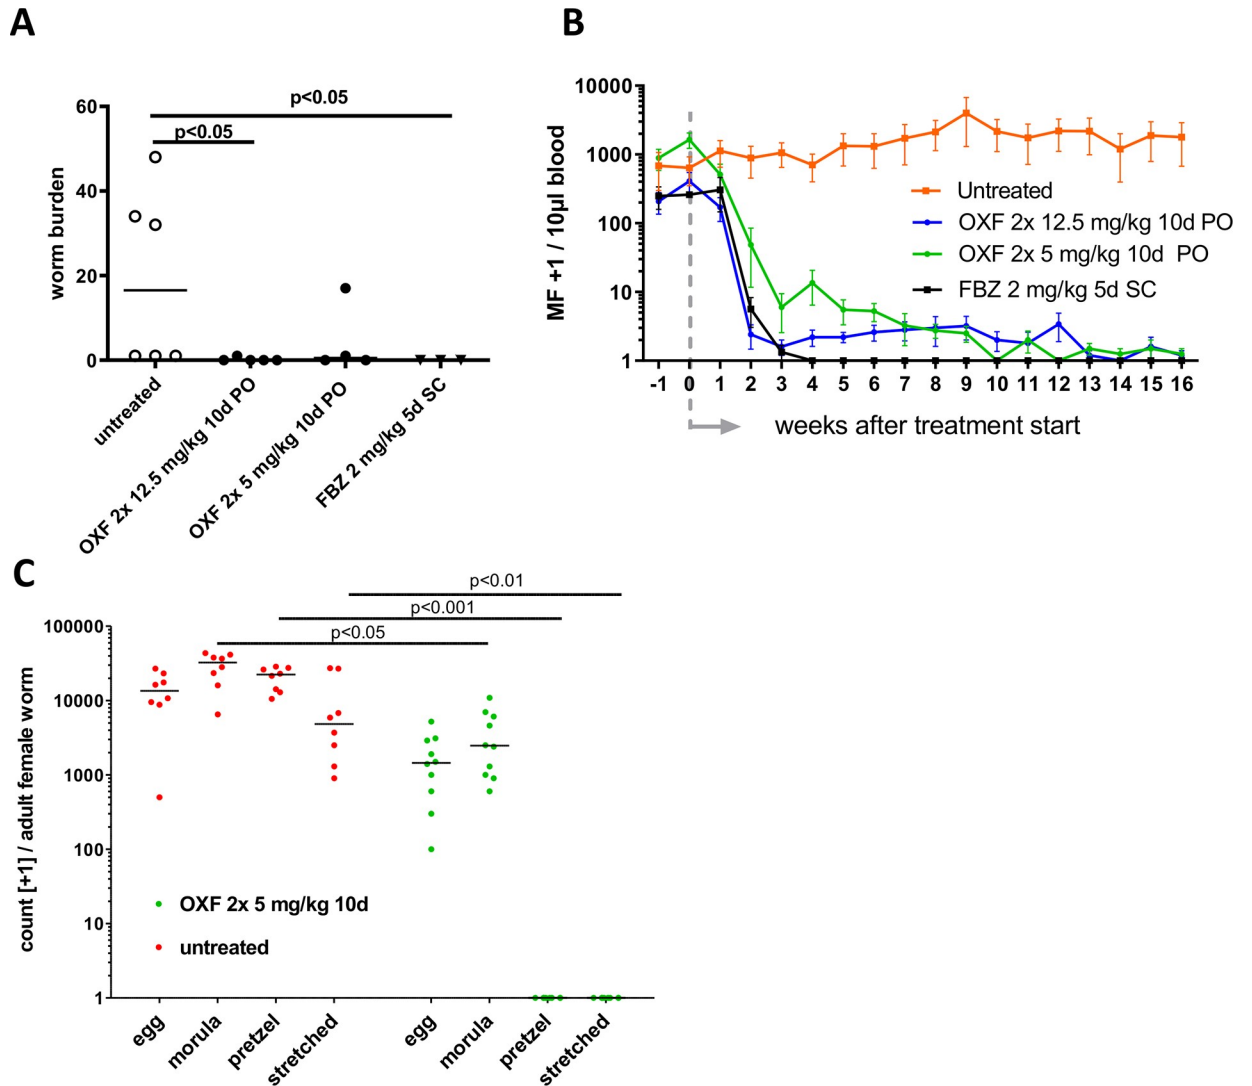 A
p<0.05
p<0.05
60
40
20
0
worm burden
untreated
OXF 2x 12.5 mg/kg 10d PO
OXF 2x 5 mg/kg 10d PO
FBZ 2 mg/kg 5d SC
B
10000
1000
100
10
1
MF +1 / 10µl blood
Untreated
OXF 2x 12.5 mg/kg 10d PO
OXF 2x 5 mg/kg 10d PO
FBZ 2 mg/kg 5d SC
-1 0 1 2 3 4 5 6 7 8 9 10 11 12 13 14 15 16
weeks after treatment start
C
p<0.01
p<0.001
p<0.05
100000
10000
1000
100
10
1
count [+1] / adult female worm
OXF 2x 5 mg/kg 10d
untreated
egg
morula
pretzel
stretched
egg
morula
pretzel
stretched